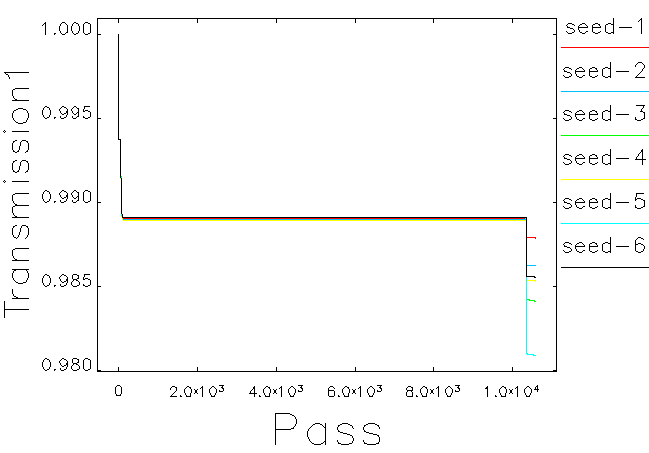 Transmission1
1.000
0.995
0.990
0.985
0.980
0
2.0×10³
4.0×10³
6.0×10³
8.0×10³
1.0×10⁴
Pass
seed-1
seed-2
seed-3
seed-4
seed-5
seed-6